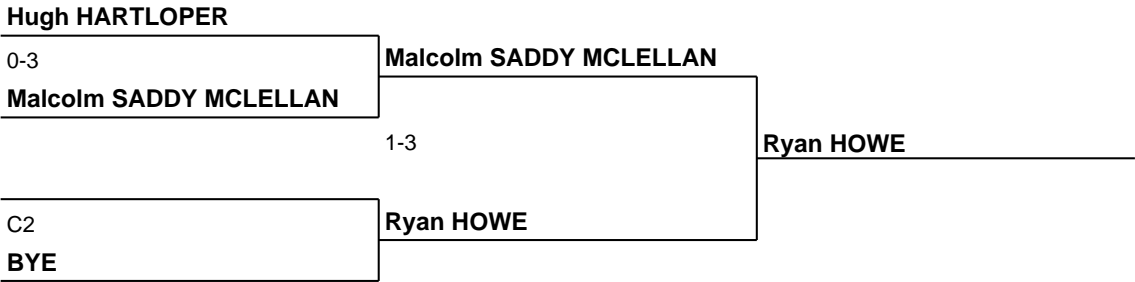 Hugh HARTLOPER
0-3
Malcolm SADDY MCLELLAN
Malcolm SADDY MCLELLAN
1-3
Ryan HOWE
C2
Ryan HOWE
BYE